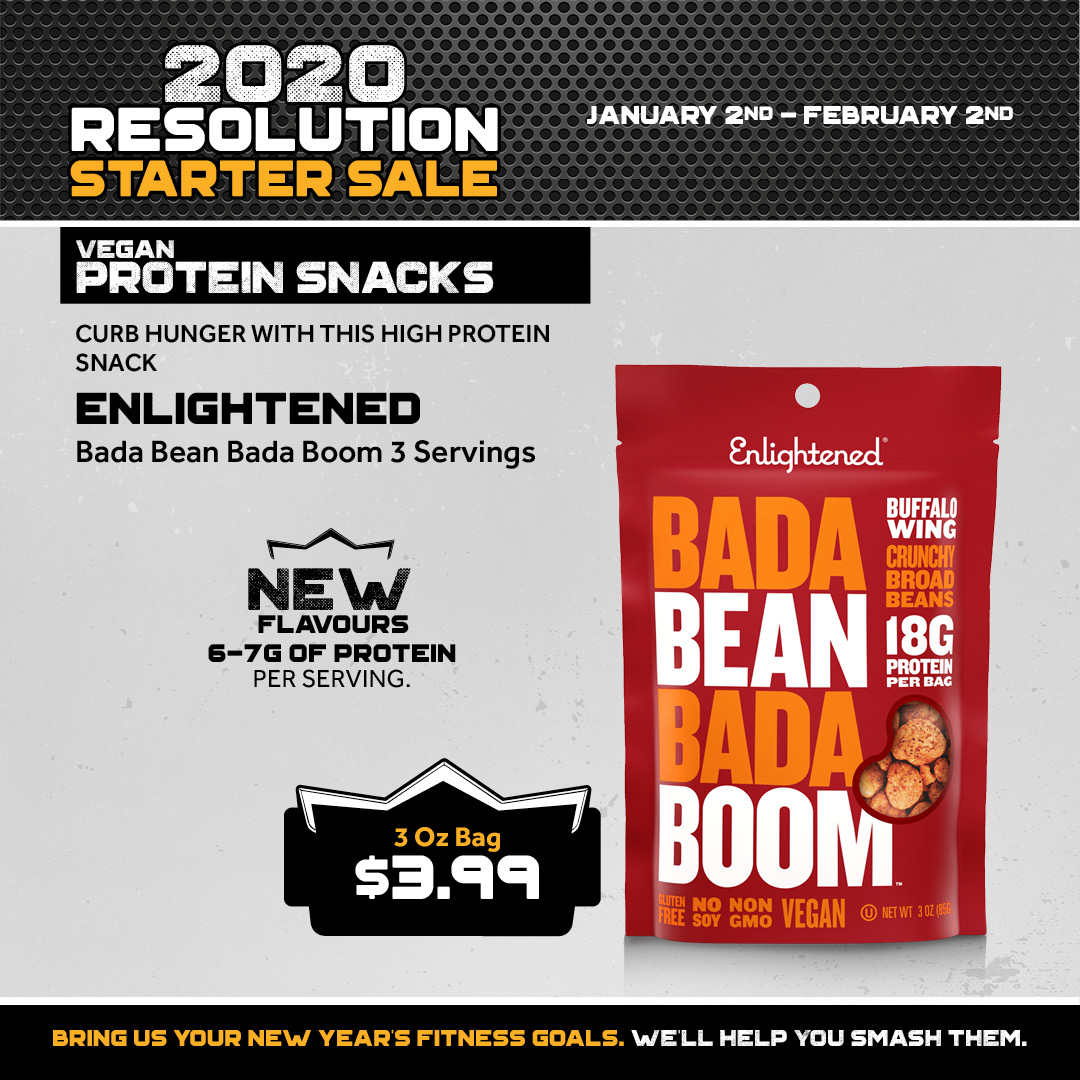 2020
RESOLUTION
STARTER SALE
JANUARY 2ND – FEBRUARY 2ND
VEGAN
PROTEIN SNACKS
CURB HUNGER WITH THIS HIGH PROTEIN
SNACK
ENLIGHTENED
Bada Bean Bada Boom 3 Servings
NEW
FLAVOURS
6–7G OF PROTEIN
PER SERVING.
3 Oz Bag
$3.99
Enlightened®
BADA
BEAN
BADA
BOOM™
BUFFALO
WING
CRUNCHY
BROAD
BEANS
18G
PROTEIN
PER BAG
GLUTEN
FREE
NO
SOY
NON
GMO
VEGAN
U NET WT 3 OZ (85G
BRING US YOUR NEW YEAR'S FITNESS GOALS. WE'LL HELP YOU SMASH THEM.